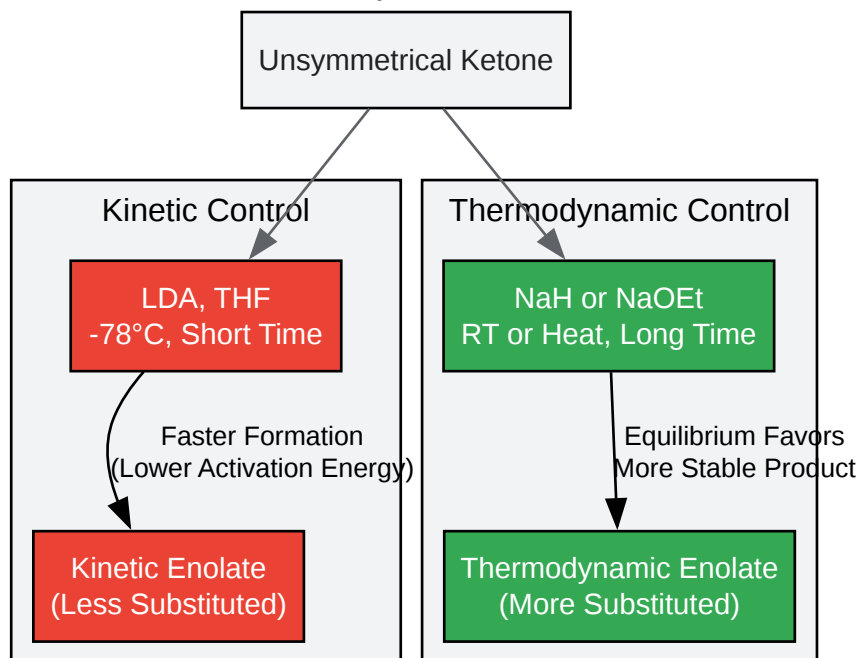 Unsymmetrical Ketone
Kinetic Control
LDA, THF
-78°C, Short Time
Faster Formation
(Lower Activation Energy)
Kinetic Enolate
(Less Substituted)
Thermodynamic Control
NaH or NaOEt
RT or Heat, Long Time
Equilibrium Favors
More Stable Product
Thermodynamic Enolate
(More Substituted)